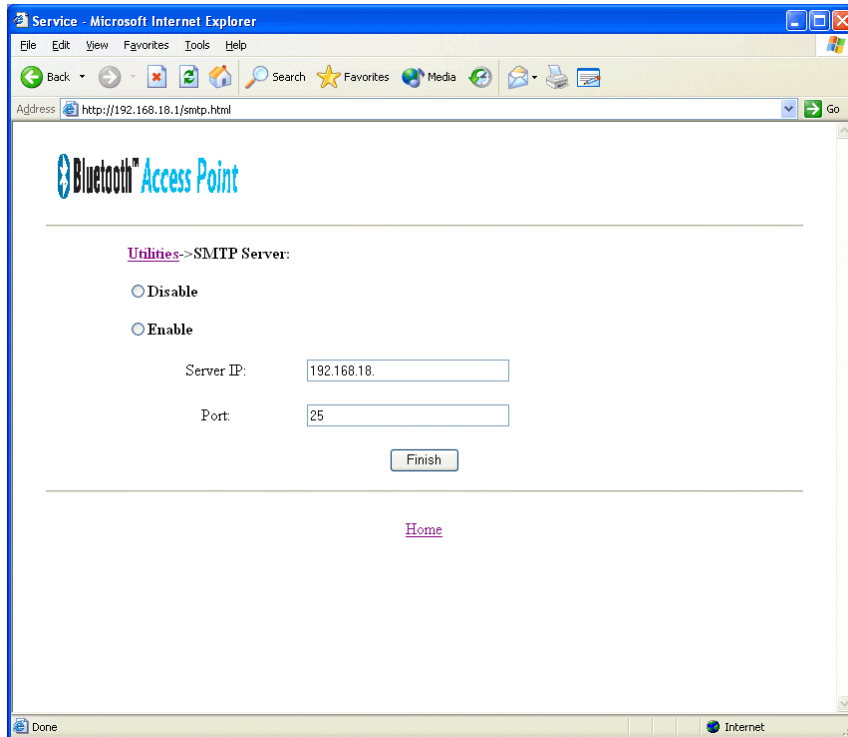 Service - Microsoft Internet Explorer
File Edit View Favorites Tools Help
Back Search Favorites Media
Address http://192.168.18.1/smtp.html Go
Bluetooth™ Access Point
Utilities->SMTP Server:
Disable
Enable
Server IP: 192.168.18.
Port: 25
Finish
Home
Done Internet